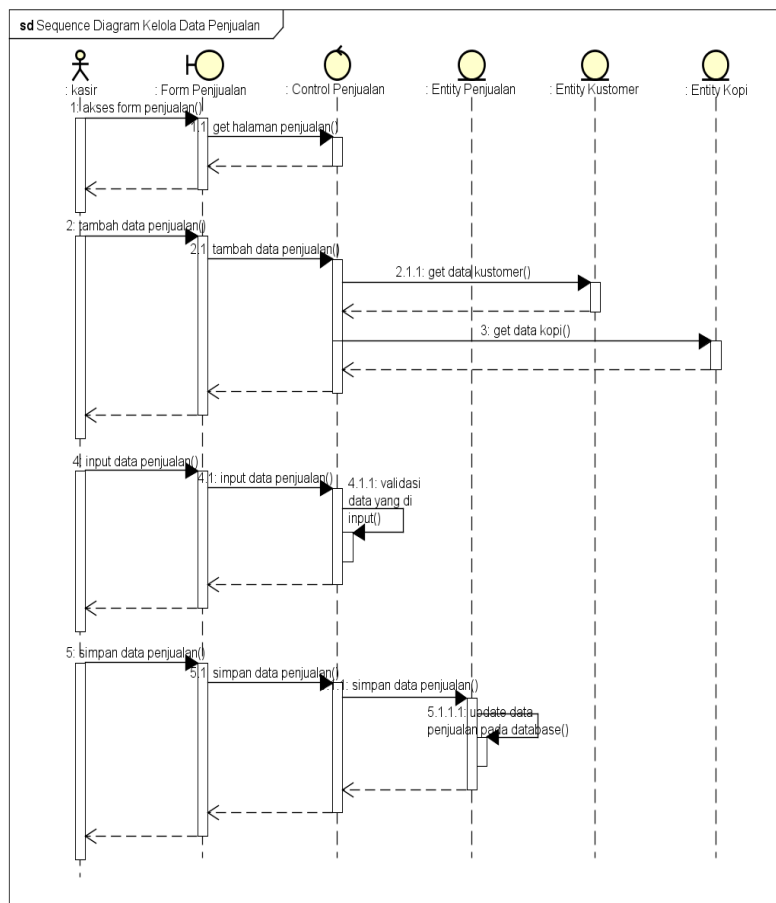 sd Sequence Diagram Kelola Data Penjualan
: kasir
: Form Penjjualan
: Control Penjualan
: Entity Penjualan
: Entity Kustomer
: Entity Kopi
1: akses form penjualan()
1.1: get halaman penjualan()
2: tambah data penjualan()
2.1: tambah data penjualan()
2.1.1: get data kustomer()
3: get data kopi()
4: input data penjualan()
4.1: input data penjualan()
4.1.1: validasi
data yang di
input()
5: simpan data penjualan()
5.1: simpan data penjualan()
.1.1: simpan data penjualan()
5.1.1.1: update data
penjualan pada database()